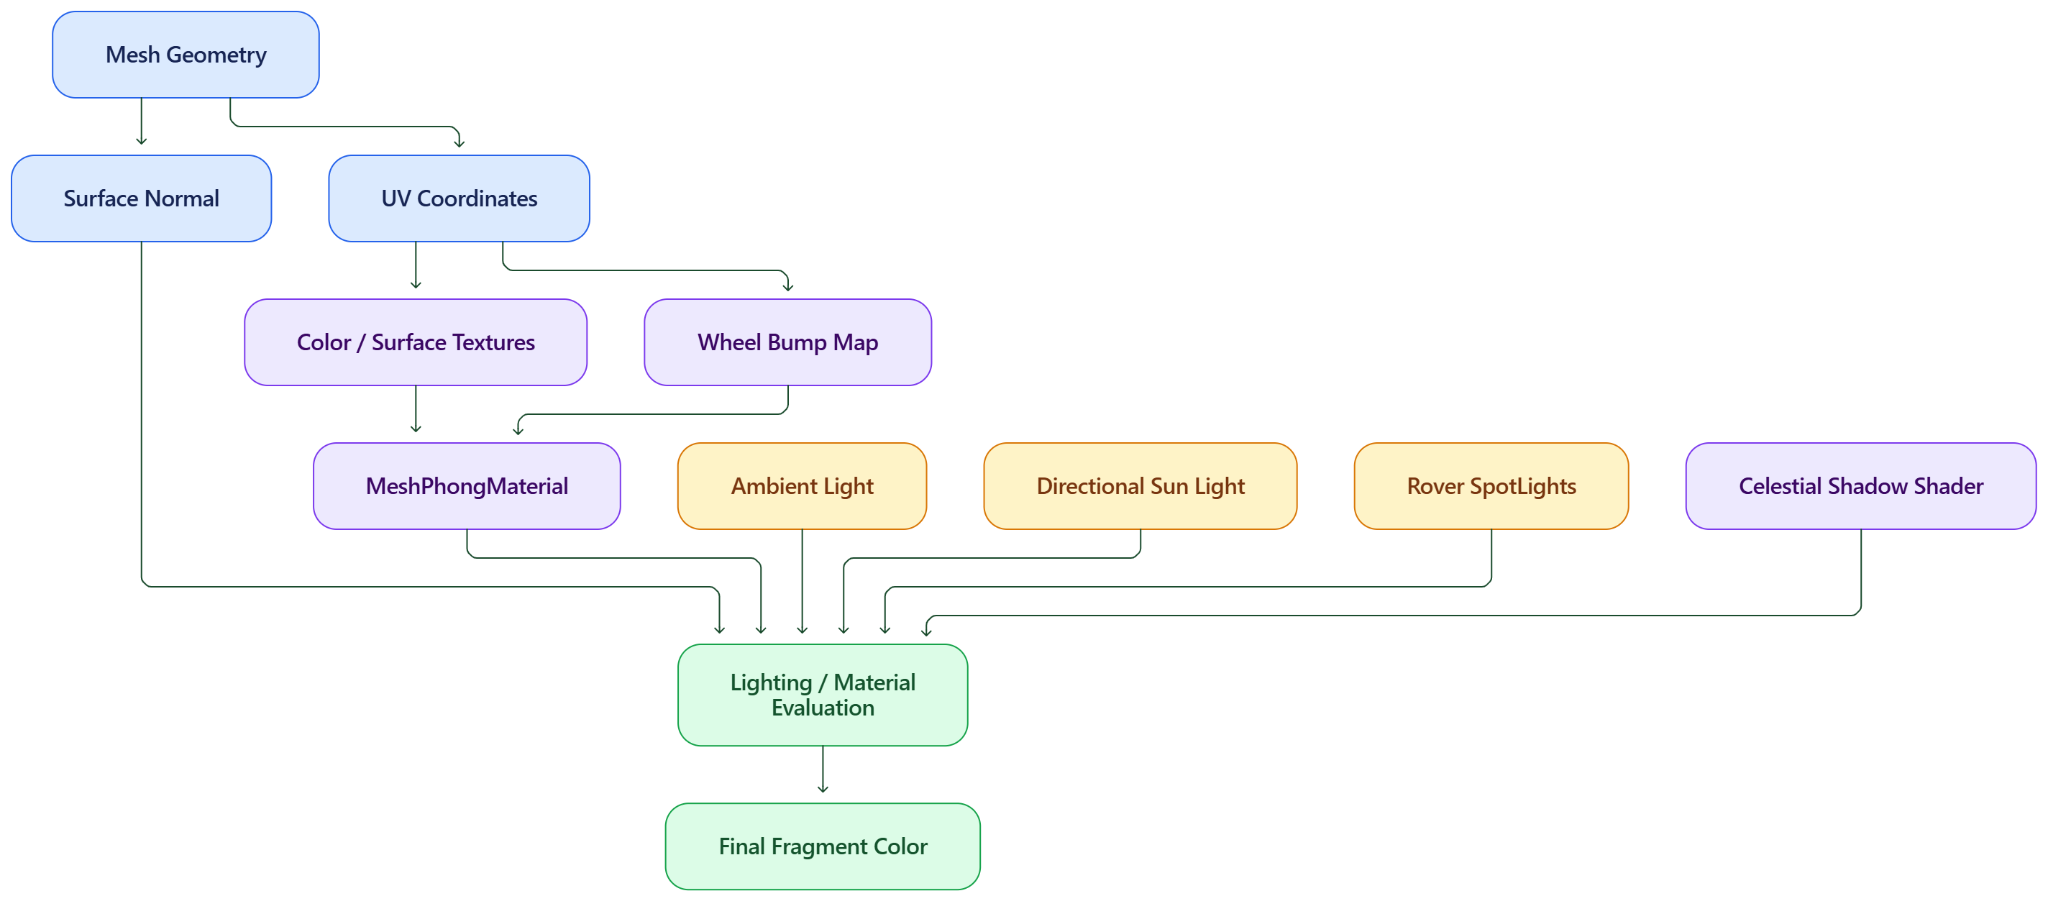 Mesh Geometry
Surface Normal
UV Coordinates
Color / Surface Textures
Wheel Bump Map
MeshPhongMaterial
Ambient Light
Directional Sun Light
Rover SpotLights
Celestial Shadow Shader
Lighting / Material
Evaluation
Final Fragment Color